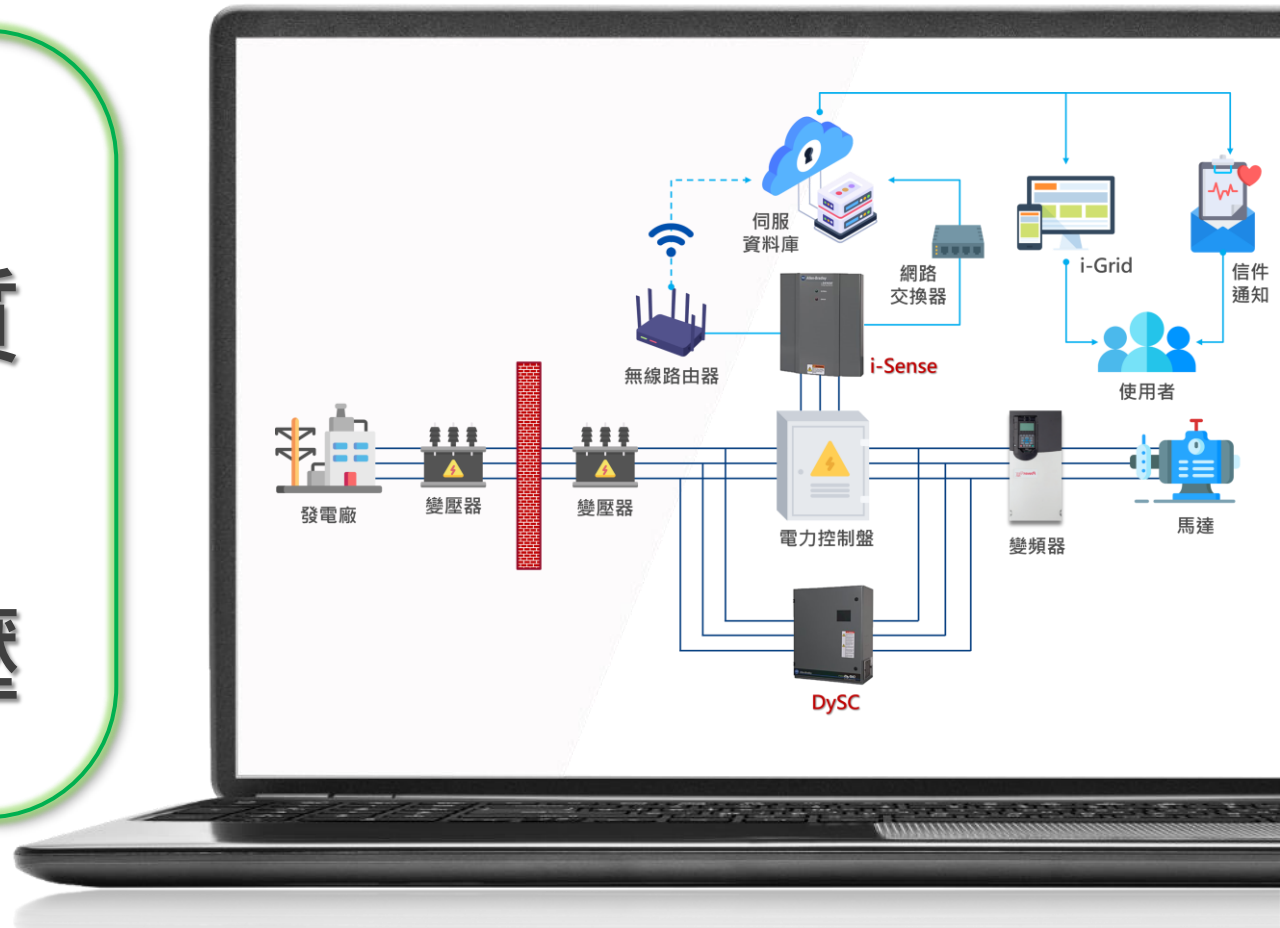 質
壓
伺服
資料庫
網路
交換器
i-Grid
信件
通知
無線路由器
i-Sense
使用者
發電廠
變壓器
變壓器
電力控制盤
變頻器
馬達
DySC